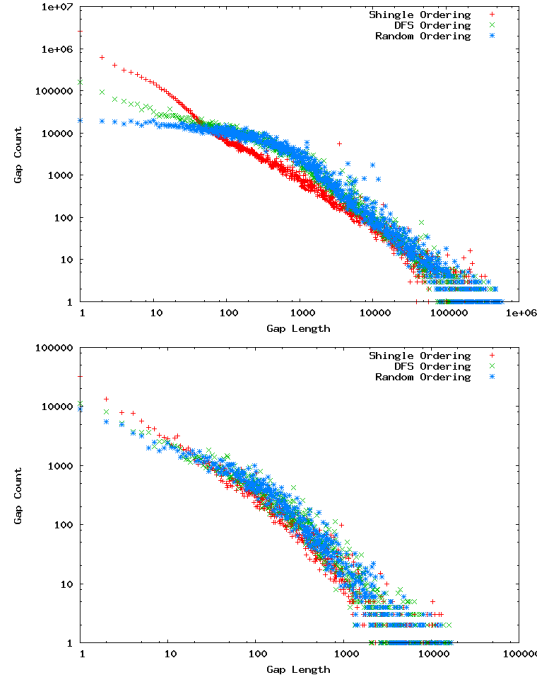 1e+07
1e+06
100000
10000
1000
100
10
1
Gap Count
Shingle Ordering +
DFS Ordering ×
Random Ordering *
1 10 100 1000 10000 100000 1e+06
Gap Length
100000
10000
1000
100
10
1
Gap Count
Shingle Ordering +
DFS Ordering ×
Random Ordering *
1 10 100 1000 10000 100000
Gap Length